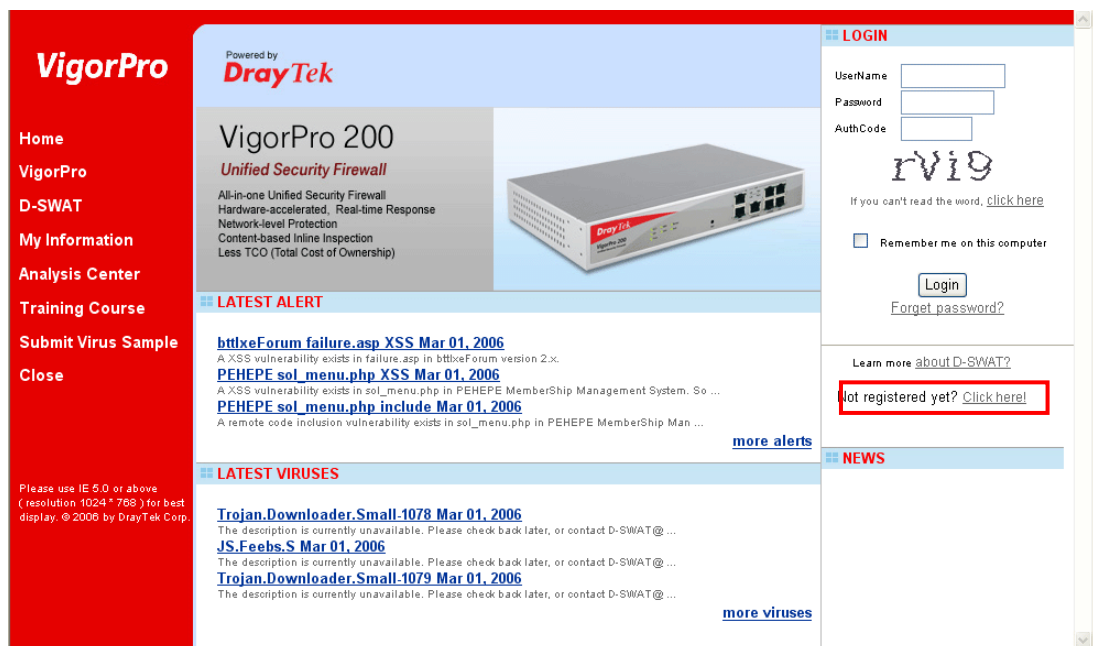 VigorPro
Home
VigorPro
D-SWAT
My Information
Analysis Center
Training Course
Submit Virus Sample
Close
Please use IE 5.0 or above
( resolution 1024 * 768 ) for best
display. © 2006 by DrayTek Corp.
Powered by
DrayTek
VigorPro 200
Unified Security Firewall
All-in-one Unified Security Firewall
Hardware-accelerated, Real-time Response
Network-level Protection
Content-based Inline Inspection
Less TCO (Total Cost of Ownership)
DrayTek
VigorPro 200
LATEST ALERT
bttlxeForum failure.asp XSS Mar 01, 2006
A XSS vulnerability exists in failure.asp in bttlxeForum version 2.x.
PEHEPE sol_menu.php XSS Mar 01, 2006
A XSS vulnerability exists in sol_menu.php in PEHEPE MemberShip Management System. So ...
PEHEPE sol_menu.php include Mar 01, 2006
A remote code inclusion vulnerability exists in sol_menu.php in PEHEPE MemberShip Man ...
more alerts
LATEST VIRUSES
Trojan.Downloader.Small-1078 Mar 01, 2006
The description is currently unavailable. Please check back later, or contact D-SWAT@ ...
JS.Feebs.S Mar 01, 2006
The description is currently unavailable. Please check back later, or contact D-SWAT@ ...
Trojan.Downloader.Small-1079 Mar 01, 2006
The description is currently unavailable. Please check back later, or contact D-SWAT@ ...
more viruses
LOGIN
UserName
Password
AuthCode
rVi9
If you can't read the word, click here
Remember me on this computer
Login
Forget password?
Learn more about D-SWAT?
Not registered yet? Click here!
NEWS